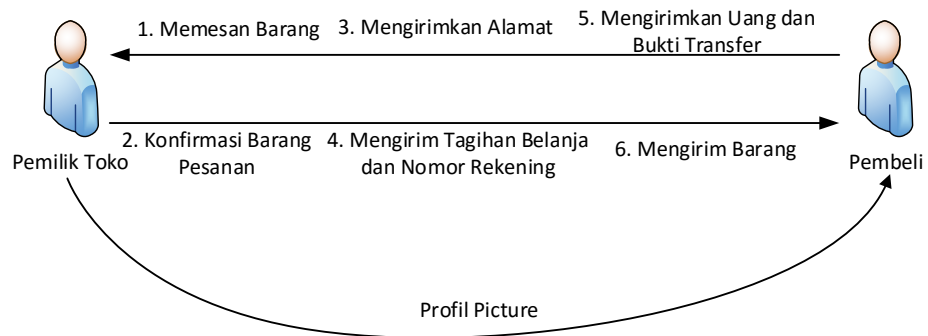 1. Memesan Barang
3. Mengirimkan Alamat
5. Mengirimkan Uang dan
Bukti Transfer
2. Konfirmasi Barang
Pesanan
4. Mengirim Tagihan Belanja
dan Nomor Rekening
6. Mengirim Barang
Pemilik Toko
Pembeli
Profil Picture